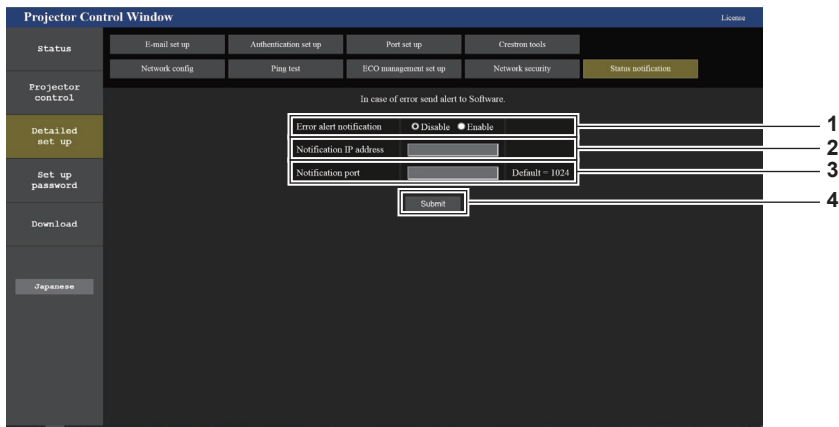 Projector Control Window
Licence
Status
E-mail set up
Authentication set up
Port set up
Crestron tools
Network config
Ping test
ECO management set up
Network security
Status notification
Projector
control
Detailed
set up
Set up
password
Download
Japanese
In case of error send alert to Software.
Error alert notification
Disable
Enable
1
Notification IP address
2
Notification port
Default = 1024
3
Submit
4